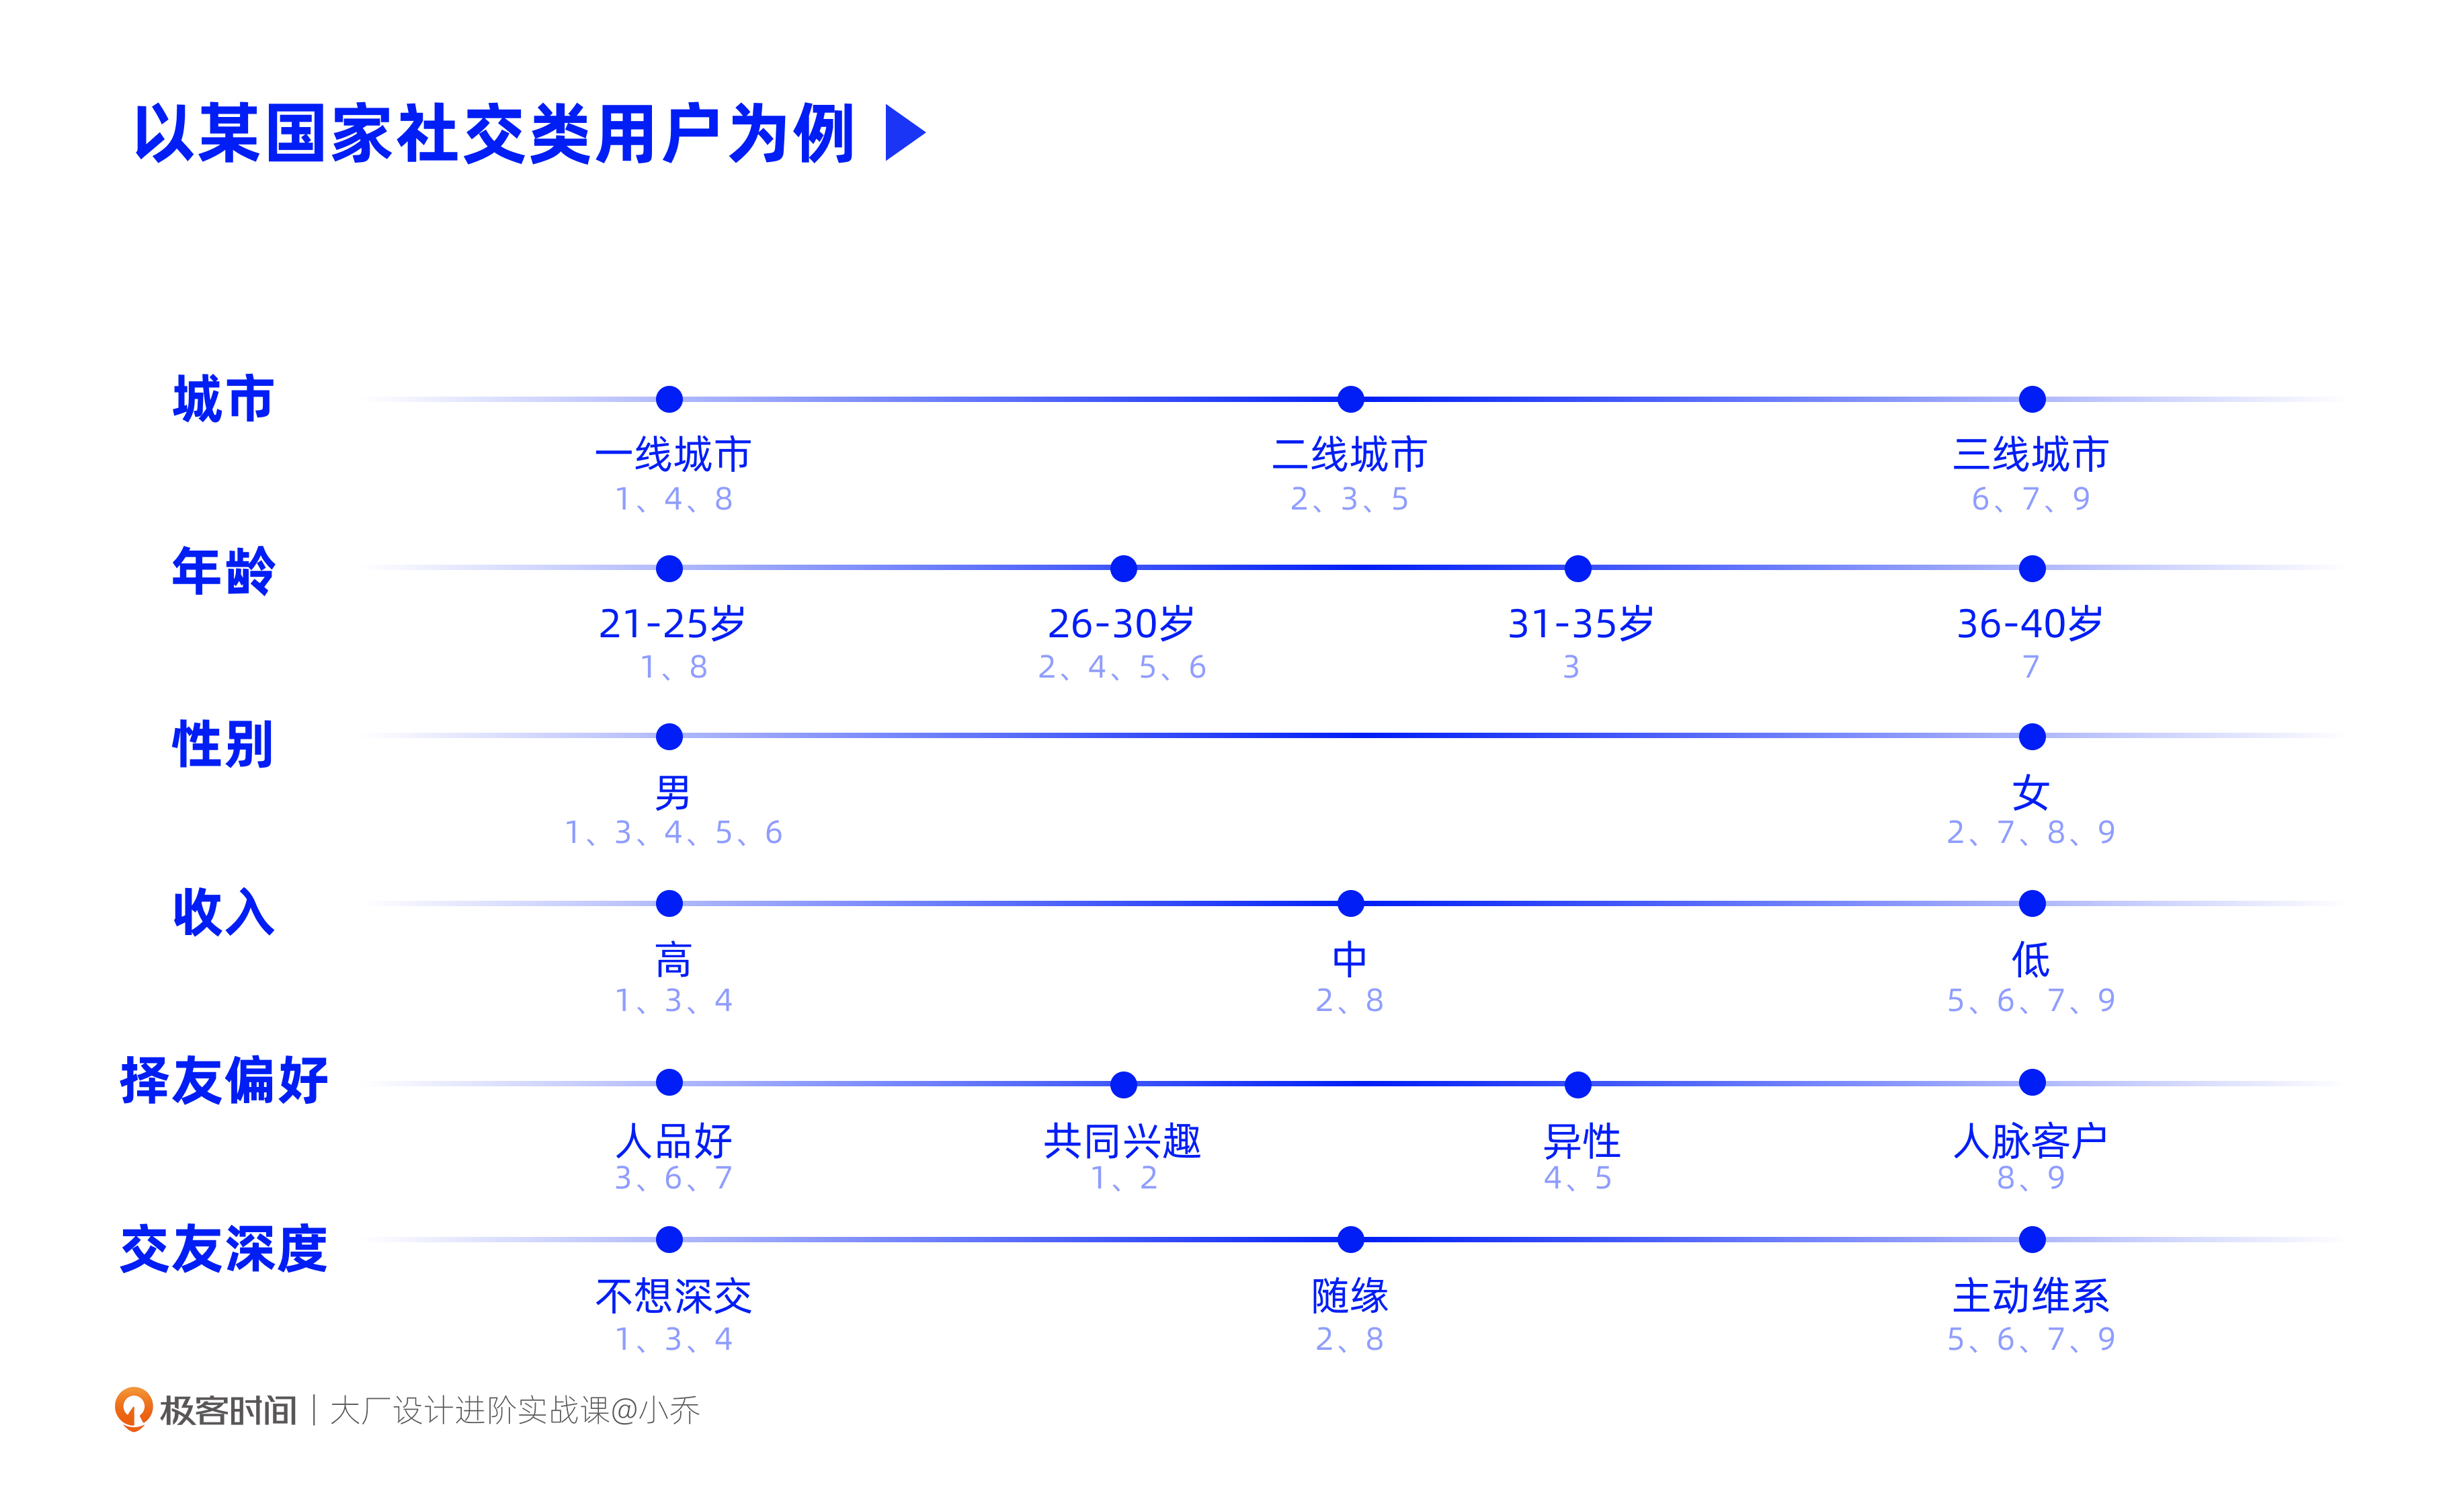 以某国家社交类用户为例
城市
一线城市 二线城市 三线城市
1、4、8 2、3、5 6、7、9
年龄
21-25岁 26-30岁 31-35岁 36-40岁
1、8 2、4、5、6 3 7
性别
男 女
1、3、4、5、6 2、7、8、9
收入
高 中 低
1、3、4 2、8 5、6、7、9
择友偏好
人品好 共同兴趣 异性 人脉客户
3、6、7 1、2 4、5 8、9
交友深度
不想深交 随缘 主动维系
1、3、4 2、8 5、6、7、9
极客时间 | 大厂设计进阶实战课@小乔